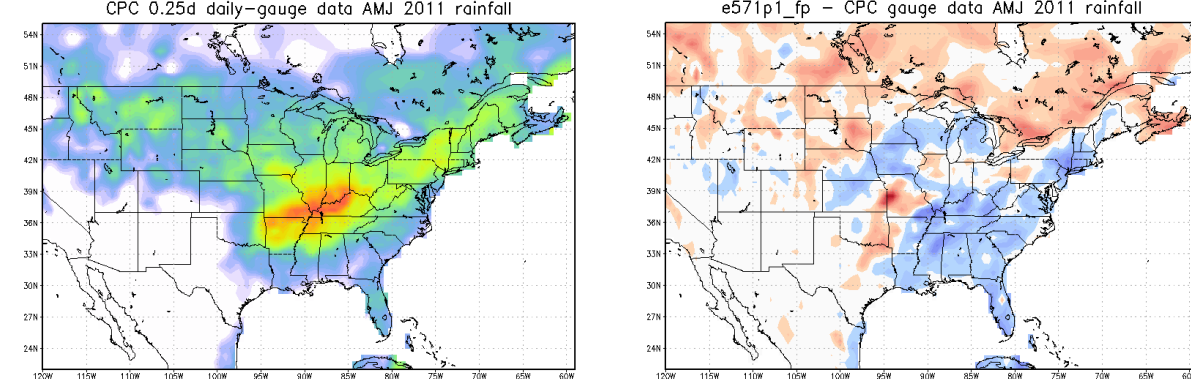 CPC 0.25d daily-gauge data AMJ 2011 rainfall
54N
51N
48N
45N
42N
39N
36N
33N
30N
27N
24N
120W 115W 110W 105W 100W 95W 90W 85W 80W 75W 70W 65W 60W
e571p1_fp - CPC gauge data AMJ 2011 rainfall
54N
51N
48N
45N
42N
39N
36N
33N
30N
27N
24N
120W 115W 110W 105W 100W 95W 90W 85W 80W 75W 70W 65W 60W